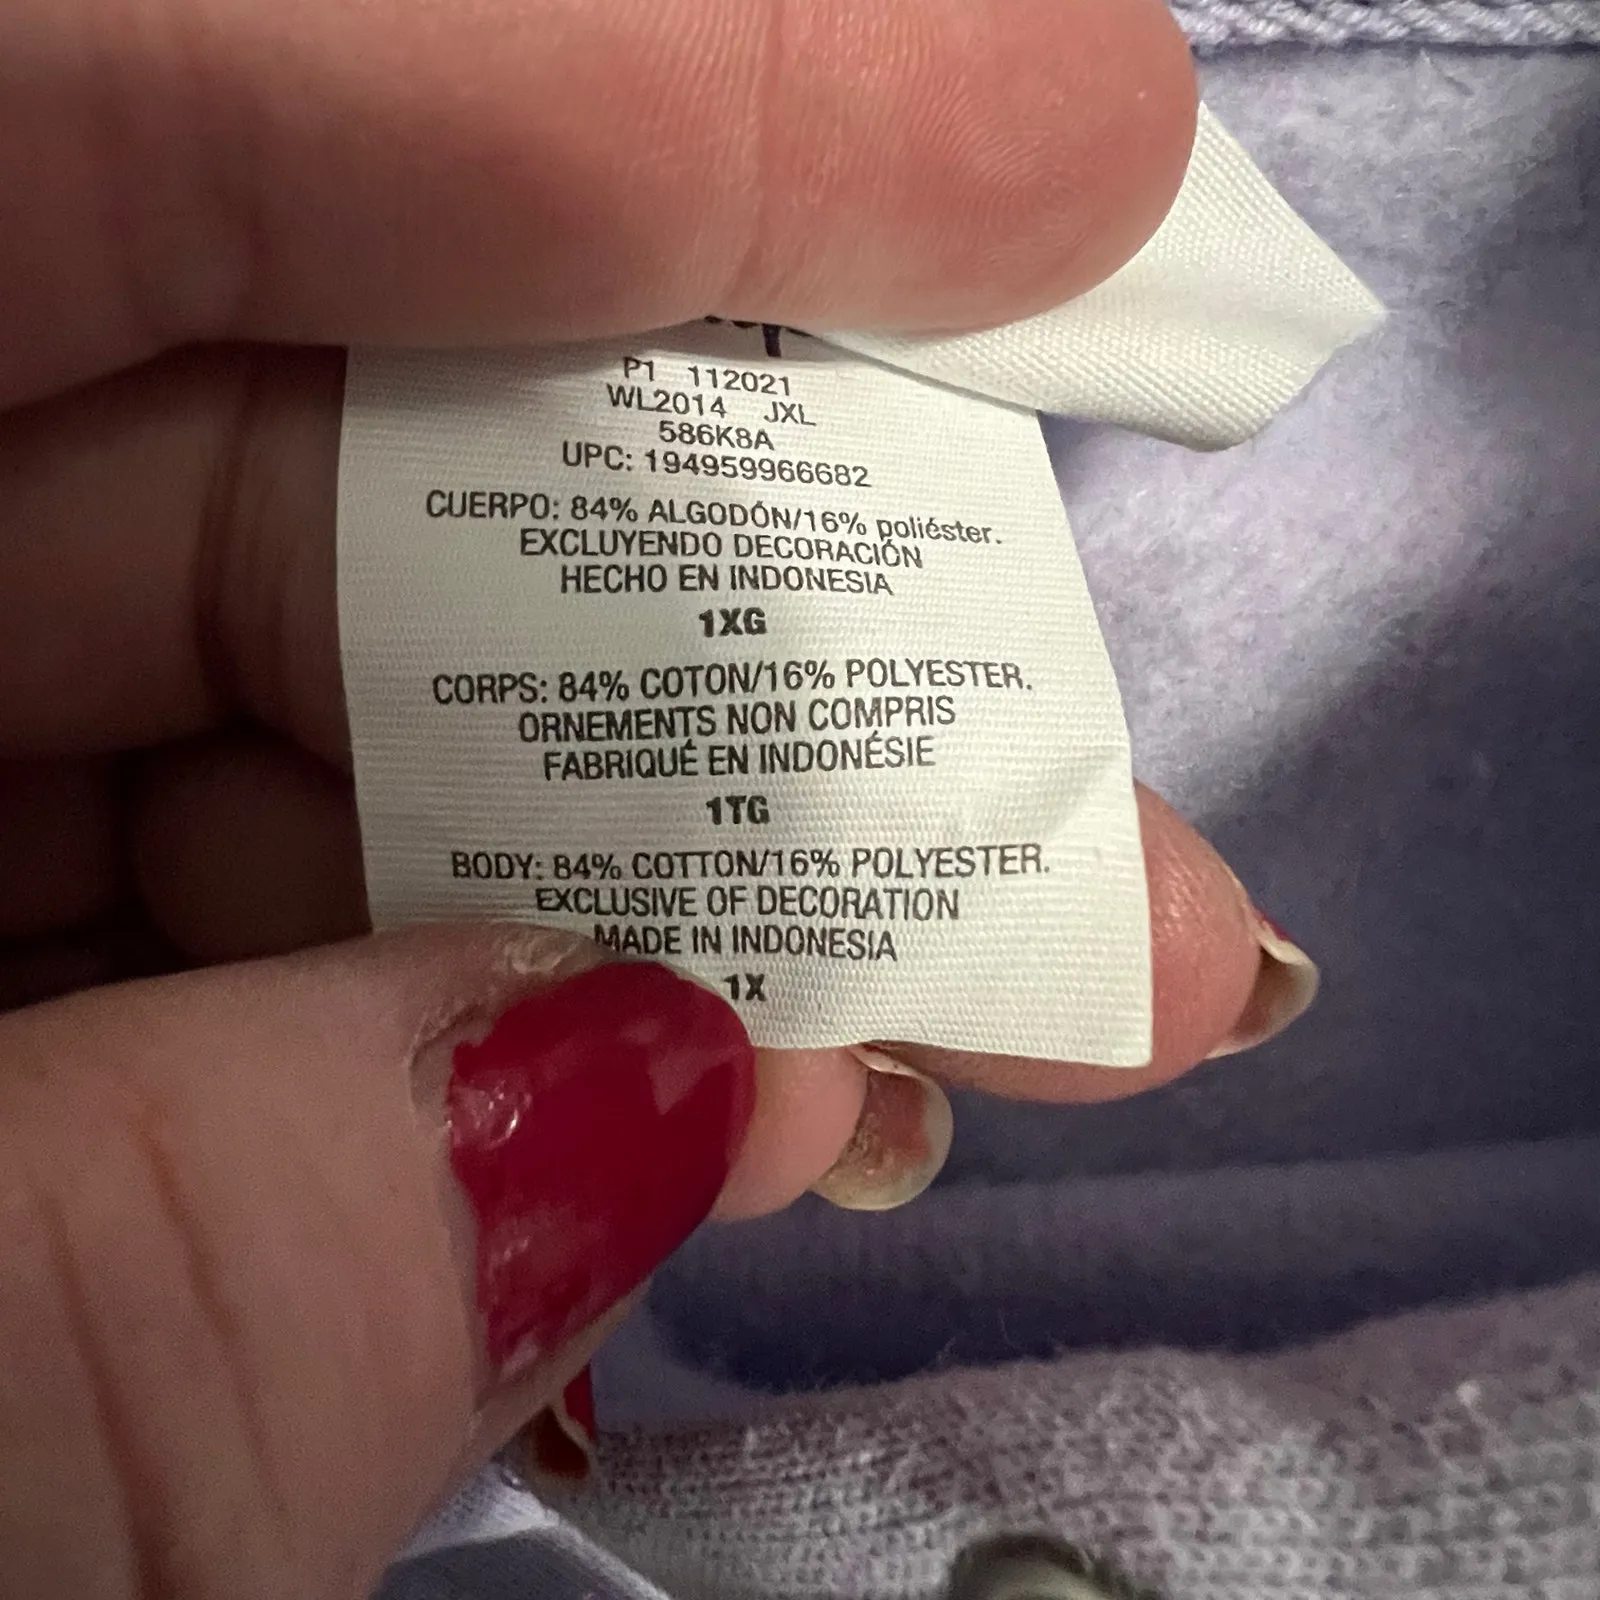 P1 112021
WL2014 JXL
586K8A
UPC: 194959966682
CUERPO: 84% ALGODÓN/16% poliéster.
EXCLUYENDO DECORACIÓN
HECHO EN INDONESIA
1XG
CORPS: 84% COTON/16% POLYESTER.
ORNEMENTS NON COMPRIS
FABRIQUÉ EN INDONÉSIE
1TG
BODY: 84% COTTON/16% POLYESTER.
EXCLUSIVE OF DECORATION
MADE IN INDONESIA
1X